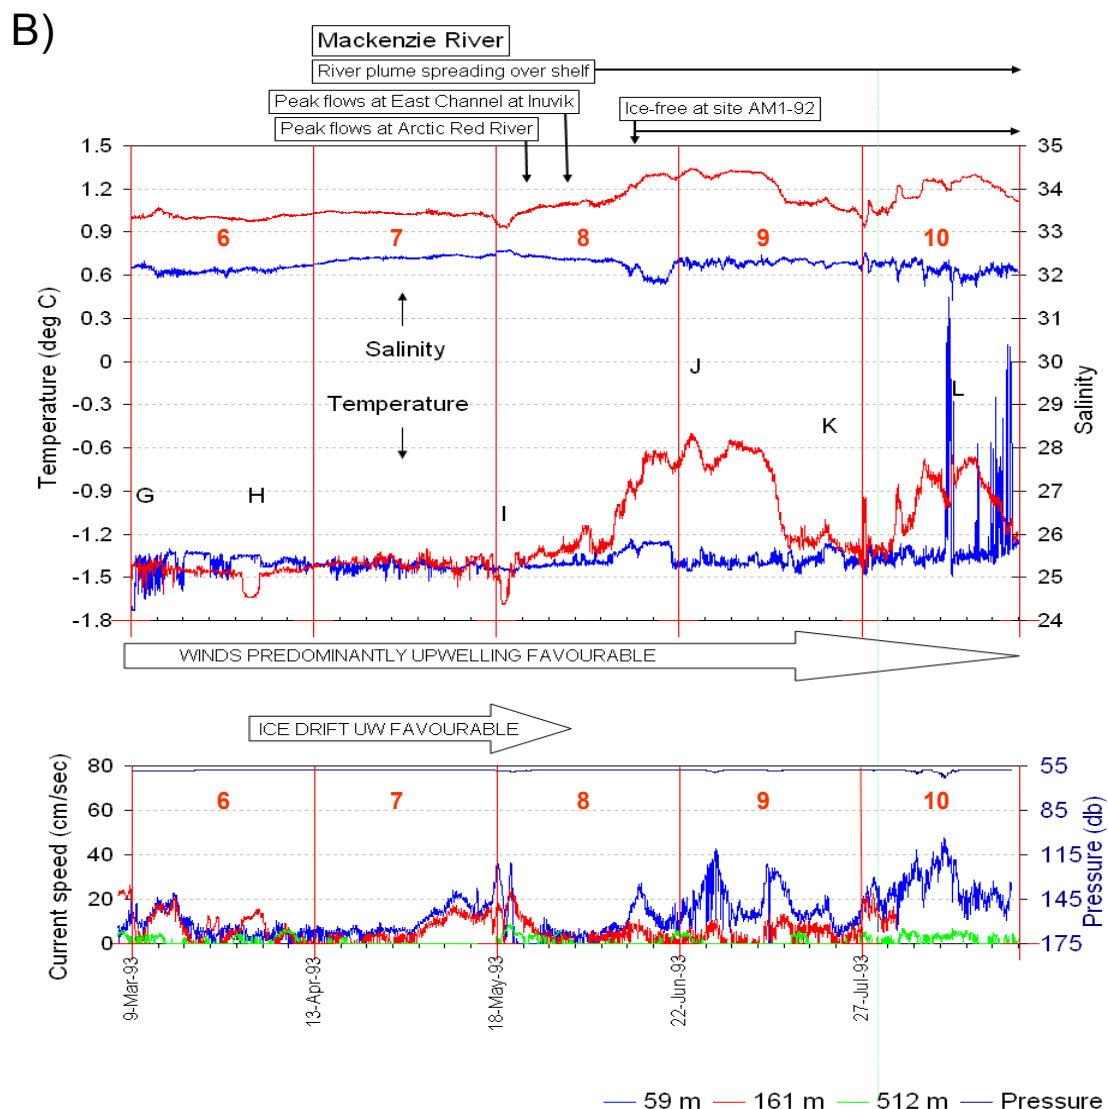 B)
Mackenzie River
River plume spreading over shelf
Peak flows at East Channel at Inuvik
Ice-free at site AM1-92
Peak flows at Arctic Red River
1.5 35
1.2 34
0.9 33
6 7 8 9 10
0.6 32
0.3 31
Salinity
0 30
J
Temperature
-0.3 29
L
K
-0.6 28
-0.9 27
G H
I
-1.2 26
-1.5 25
-1.8 24
Temperature (deg C)
Salinity
WINDS PREDOMINANTLY UPWELLING FAVOURABLE
ICE DRIFT UW FAVOURABLE
80 55
6 7 8 9 10
60 85
40 115
20 145
0 175
Current speed (cm/sec)
Pressure (db)
9-Mar-93 13-Apr-93 18-May-93 22-Jun-93 27-Jul-93
59 m 161 m 512 m Pressure